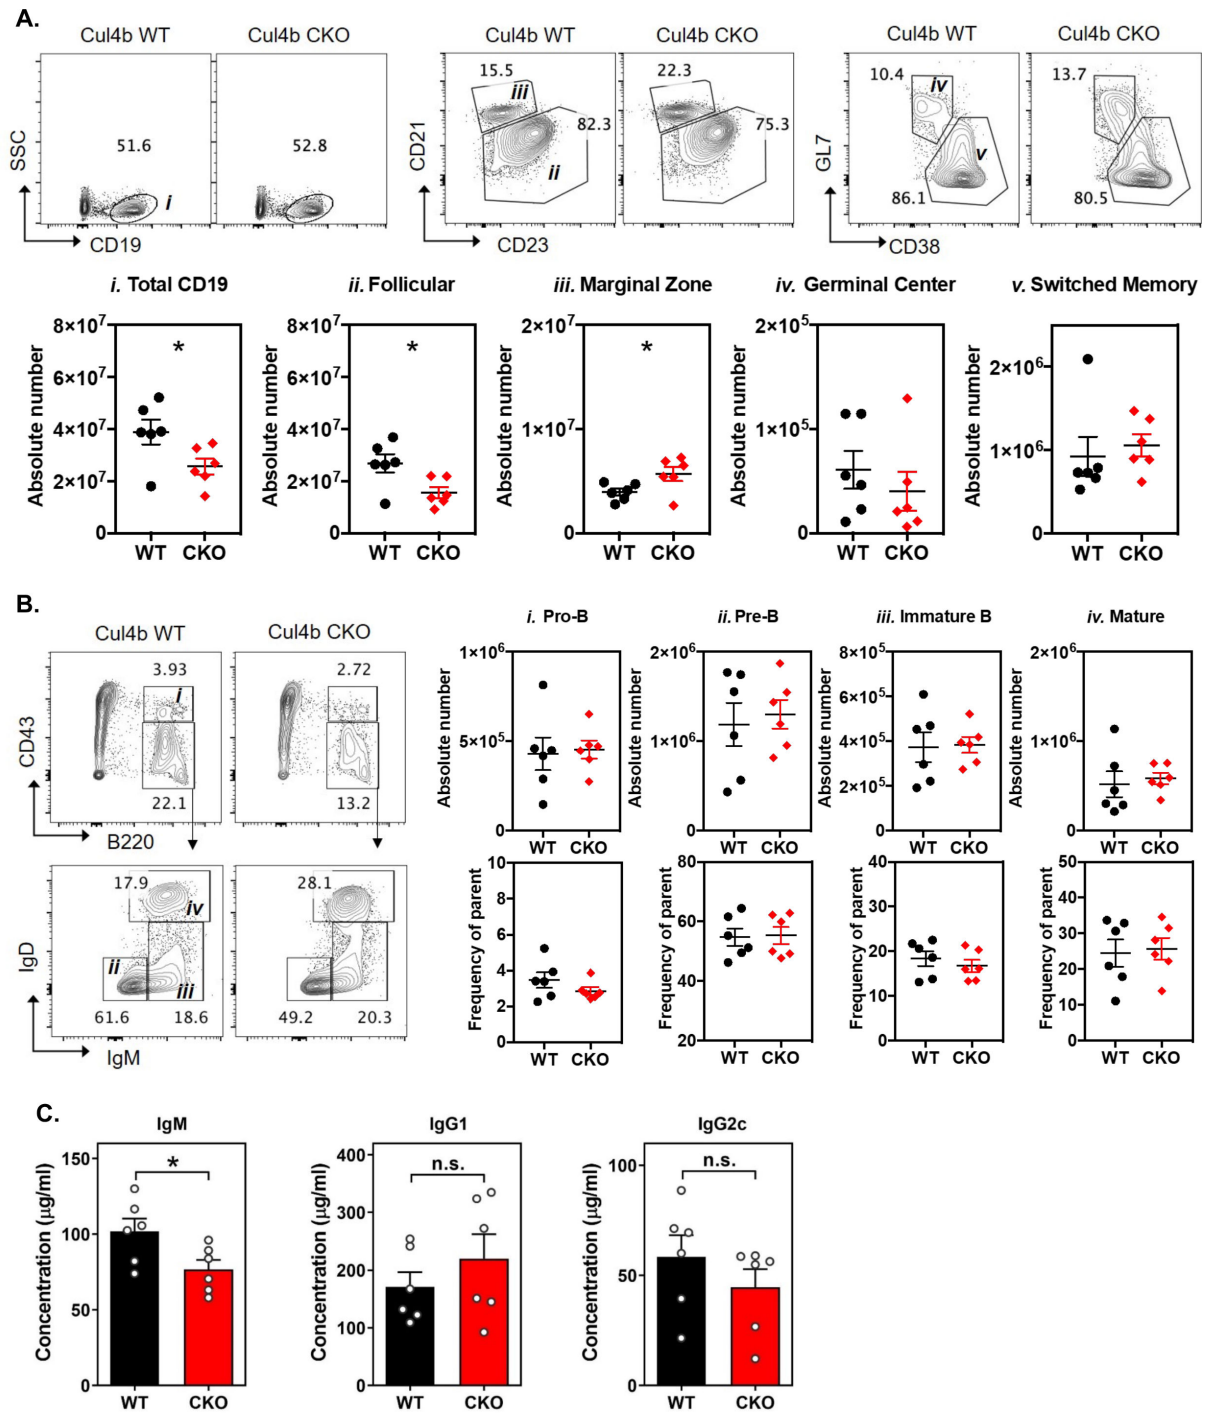 A.
Cul4b WT Cul4b CKO Cul4b WT Cul4b CKO Cul4b WT Cul4b CKO
SSC
51.6 52.8
i
CD19
CD21
15.5 iii 82.3 ii 22.3 75.3
CD23
GL7
10.4 iv v 86.1 13.7 80.5
CD38
i. Total CD19 ii. Follicular iii. Marginal Zone iv. Germinal Center v. Switched Memory
Absolute number
8×10⁷
6×10⁷
4×10⁷
2×10⁷
0
*
WT CKO
Absolute number
8×10⁷
6×10⁷
4×10⁷
2×10⁷
0
*
WT CKO
Absolute number
2×10⁷
1×10⁷
0
*
WT CKO
Absolute number
2×10⁵
1×10⁵
0
WT CKO
Absolute number
2×10⁶
1×10⁶
0
WT CKO
B.
Cul4b WT Cul4b CKO
CD43
3.93 i 2.72
22.1 13.2
B220
IgD
17.9 iv 28.1
ii iii
61.6 18.6 49.2 20.3
IgM
i. Pro-B ii. Pre-B iii. Immature B iv. Mature
Absolute number
1×10⁶
5×10⁵
0
WT CKO
Absolute number
2×10⁶
1×10⁶
0
WT CKO
Absolute number
8×10⁵
6×10⁵
4×10⁵
2×10⁵
0
WT CKO
Absolute number
2×10⁶
1×10⁶
0
WT CKO
Frequency of parent
10
8
6
4
2
0
WT CKO
Frequency of parent
80
60
40
20
WT CKO
Frequency of parent
40
30
20
10
0
WT CKO
Frequency of parent
50
40
30
20
10
0
WT CKO
C.
IgM
Concentration (µg/ml)
150
100
50
0
*
WT CKO
IgG1
Concentration (µg/ml)
400
300
200
100
0
n.s.
WT CKO
IgG2c
Concentration (µg/ml)
100
50
0
n.s.
WT CKO